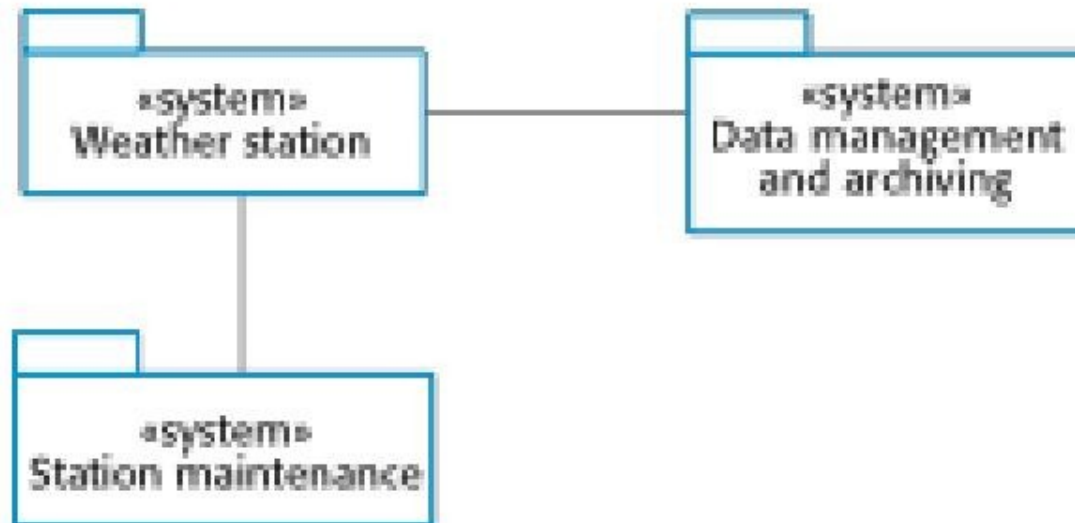 «system»
Weather station
«system»
Data management
and archiving
«system»
Station maintenance